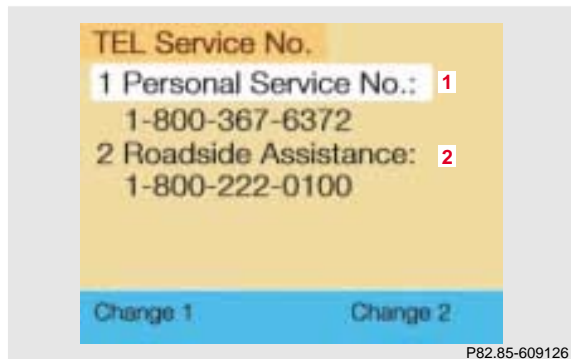 TEL Service No.
1 Personal Service No.: 1
1-800-367-6372
2 Roadside Assistance: 2
1-800-222-0100
Change 1 Change 2
P82.85-609126